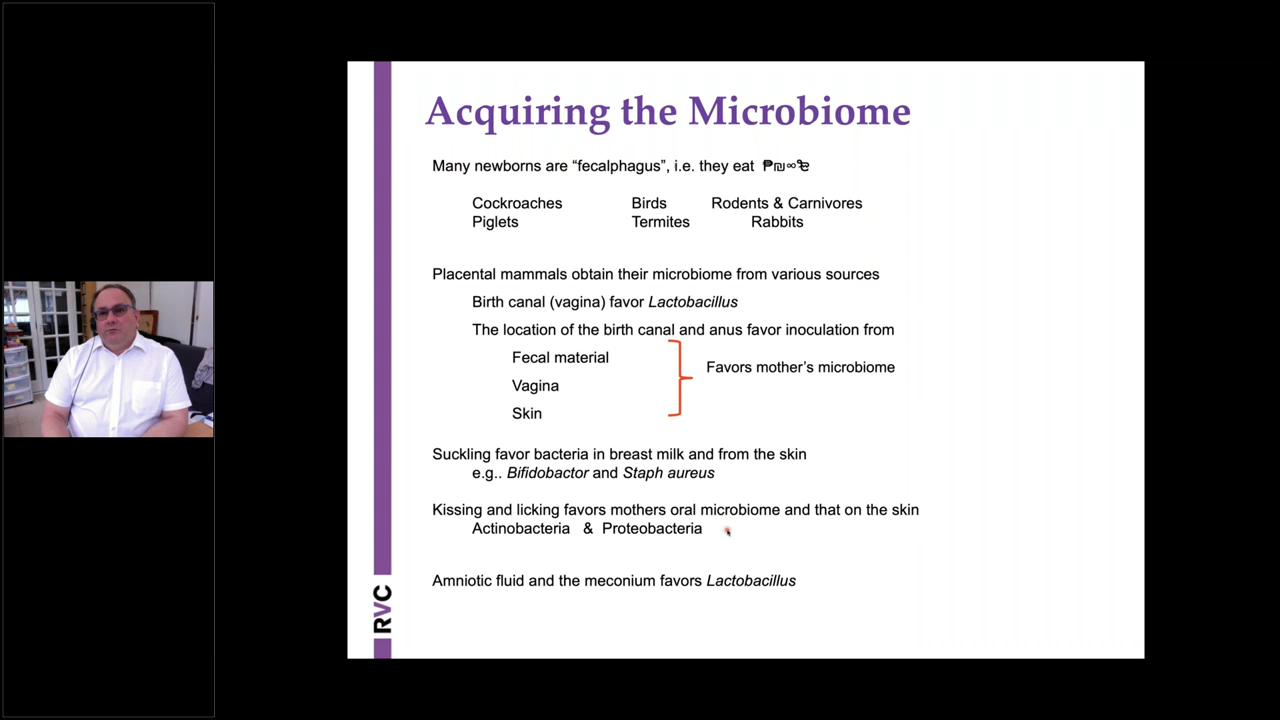 Acquiring the Microbiome
Many newborns are “fecalphagus”, i.e. they eat ₱₪∞
Cockroaches Birds Rodents & Carnivores
Piglets Termites Rabbits
Placental mammals obtain their microbiome from various sources
Birth canal (vagina) favor Lactobacillus
The location of the birth canal and anus favor inoculation from
Fecal material
Favors mother’s microbiome
Vagina
Skin
Suckling favor bacteria in breast milk and from the skin
e.g.. Bifidobactor and Staph aureus
Kissing and licking favors mothers oral microbiome and that on the skin
Actinobacteria & Proteobacteria
Amniotic fluid and the meconium favors Lactobacillus
RVC